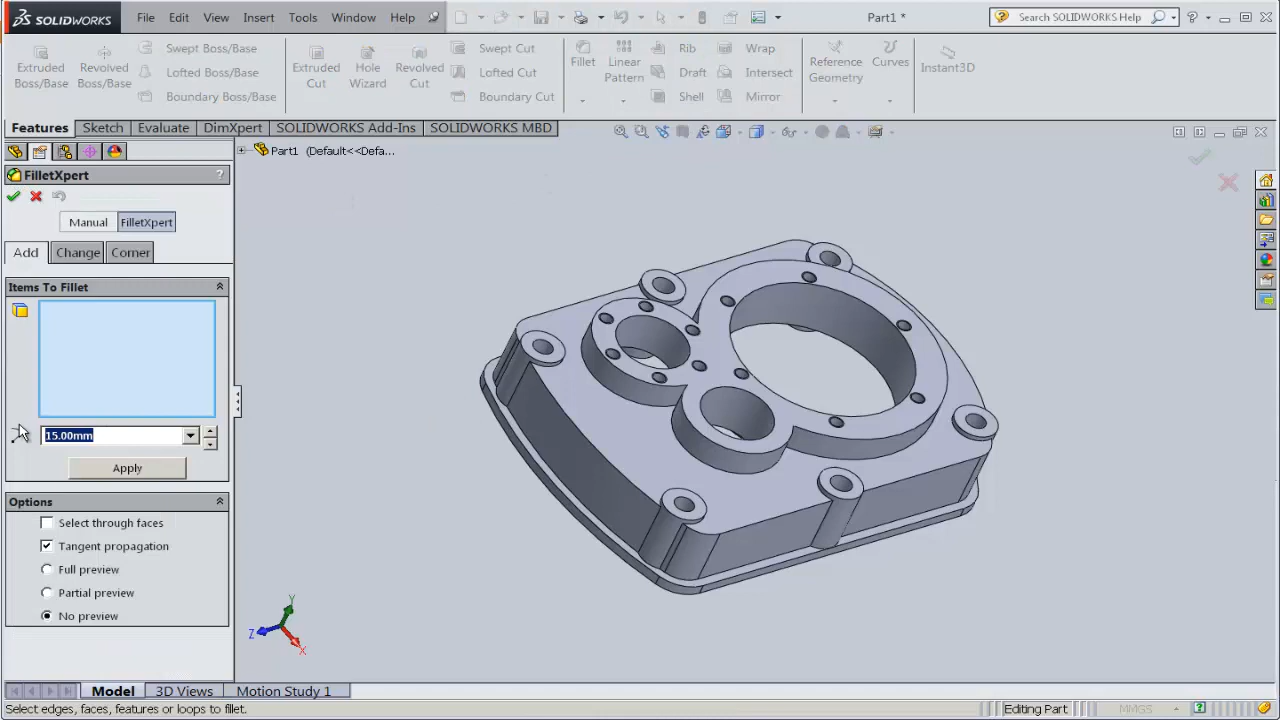 SOLIDWORKS File Edit View Insert Tools Window Help Part1 * Search SOLIDWORKS Help
Extruded Boss/Base
Revolved Boss/Base
Swept Boss/Base
Lofted Boss/Base
Boundary Boss/Base
Extruded Cut
Hole Wizard
Revolved Cut
Swept Cut
Lofted Cut
Boundary Cut
Fillet
Linear Pattern
Rib
Draft
Shell
Wrap
Intersect
Mirror
Reference Geometry
Curves
Instant3D
Features Sketch Evaluate DimXpert SOLIDWORKS Add-Ins SOLIDWORKS MBD
Part1 (Default<<Defa...
FilletXpert ?
Manual FilletXpert
Add Change Corner
Items To Fillet
15.00mm
Apply
Options
Select through faces
Tangent propagation
Full preview
Partial preview
No preview
Y
Z
X
Model 3D Views Motion Study 1
Select edges, faces, features or loops to fillet. Editing Part MMGS